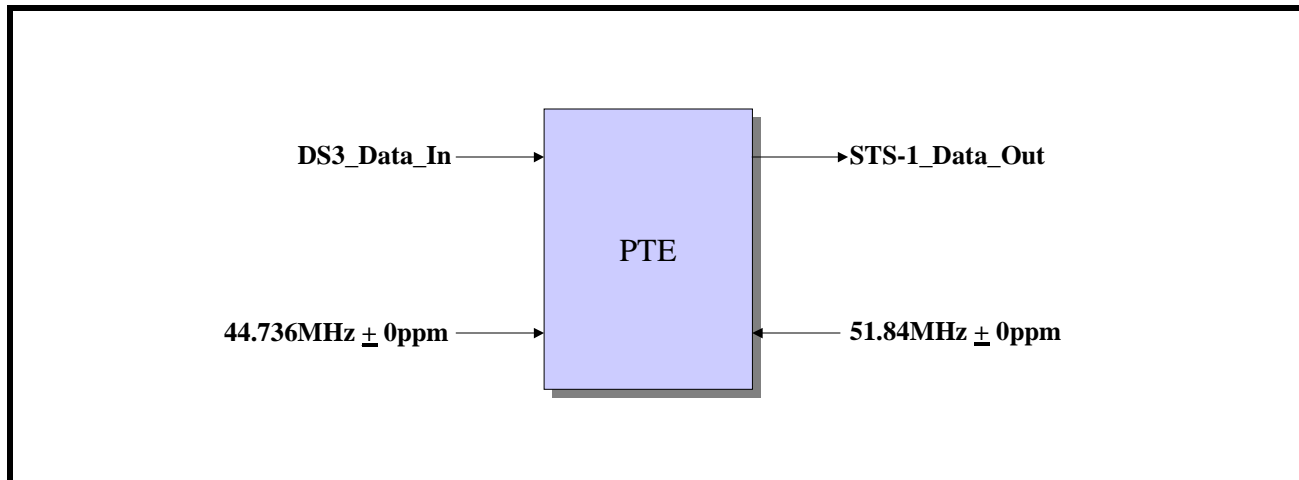 DS3_Data_In
STS-1_Data_Out
PTE
44.736MHz ± 0ppm
51.84MHz ± 0ppm